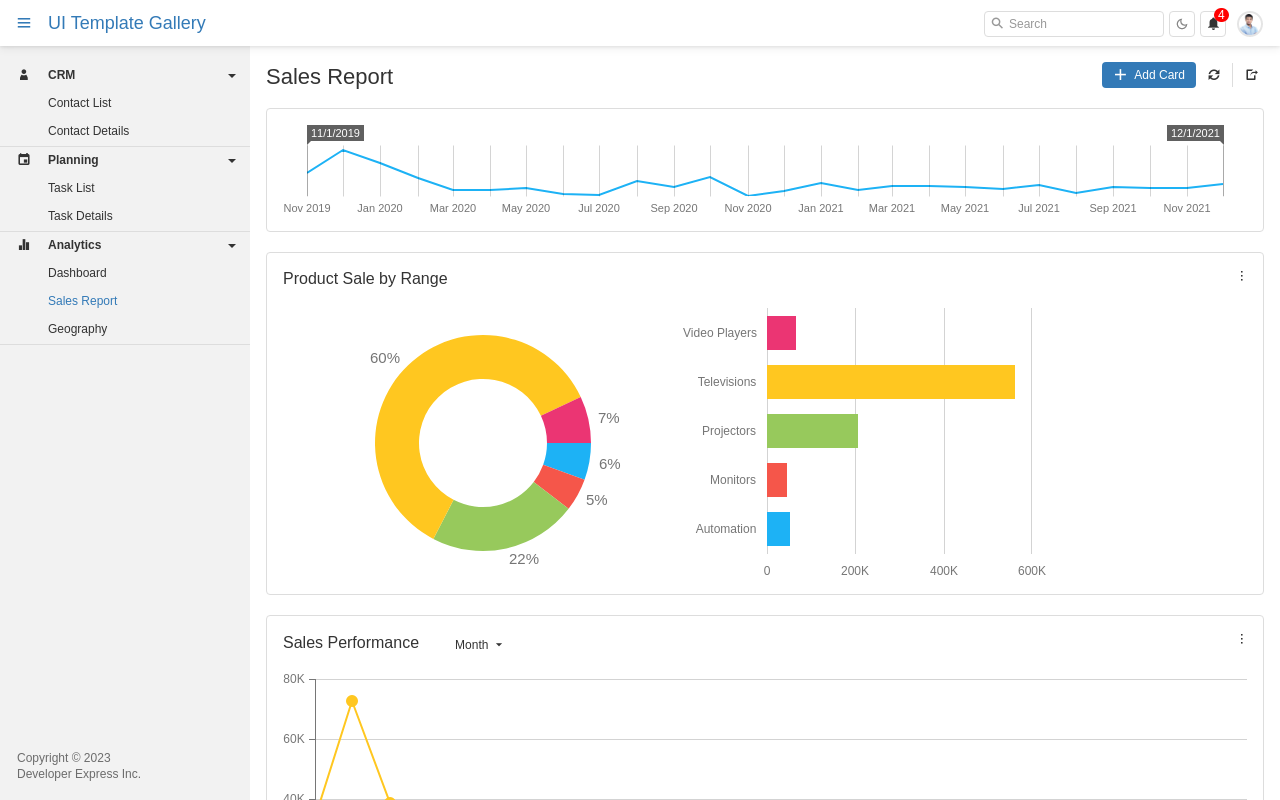 UI Template Gallery
Search
4
CRM
Contact List
Contact Details
Planning
Task List
Task Details
Analytics
Dashboard
Sales Report
Geography
Copyright © 2023
Developer Express Inc.
Sales Report
Add Card
11/1/2019
12/1/2021
Nov 2019 Jan 2020 Mar 2020 May 2020 Jul 2020 Sep 2020 Nov 2020 Jan 2021 Mar 2021 May 2021 Jul 2021 Sep 2021 Nov 2021
Product Sale by Range
60%
7%
6%
5%
22%
Video Players
Televisions
Projectors
Monitors
Automation
0 200K 400K 600K
Sales Performance
Month
80K
60K
40K